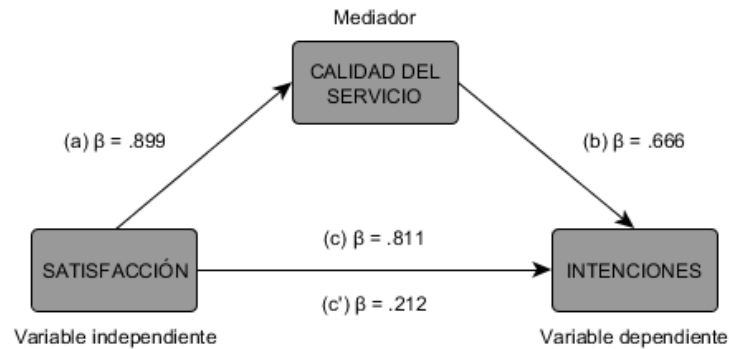 Mediador
CALIDAD DEL
SERVICIO
(a) β = .899
(b) β = .666
SATISFACCIÓN
(c) β = .811
INTENCIONES
(c') β = .212
Variable independiente
Variable dependiente